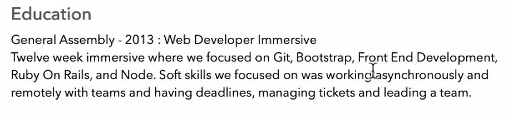 Education
General Assembly - 2013 : Web Developer Immersive
Twelve week immersive where we focused on Git, Bootstrap, Front End Development,
Ruby On Rails, and Node. Soft skills we focused on was working asynchronously and
remotely with teams and having deadlines, managing tickets and leading a team.